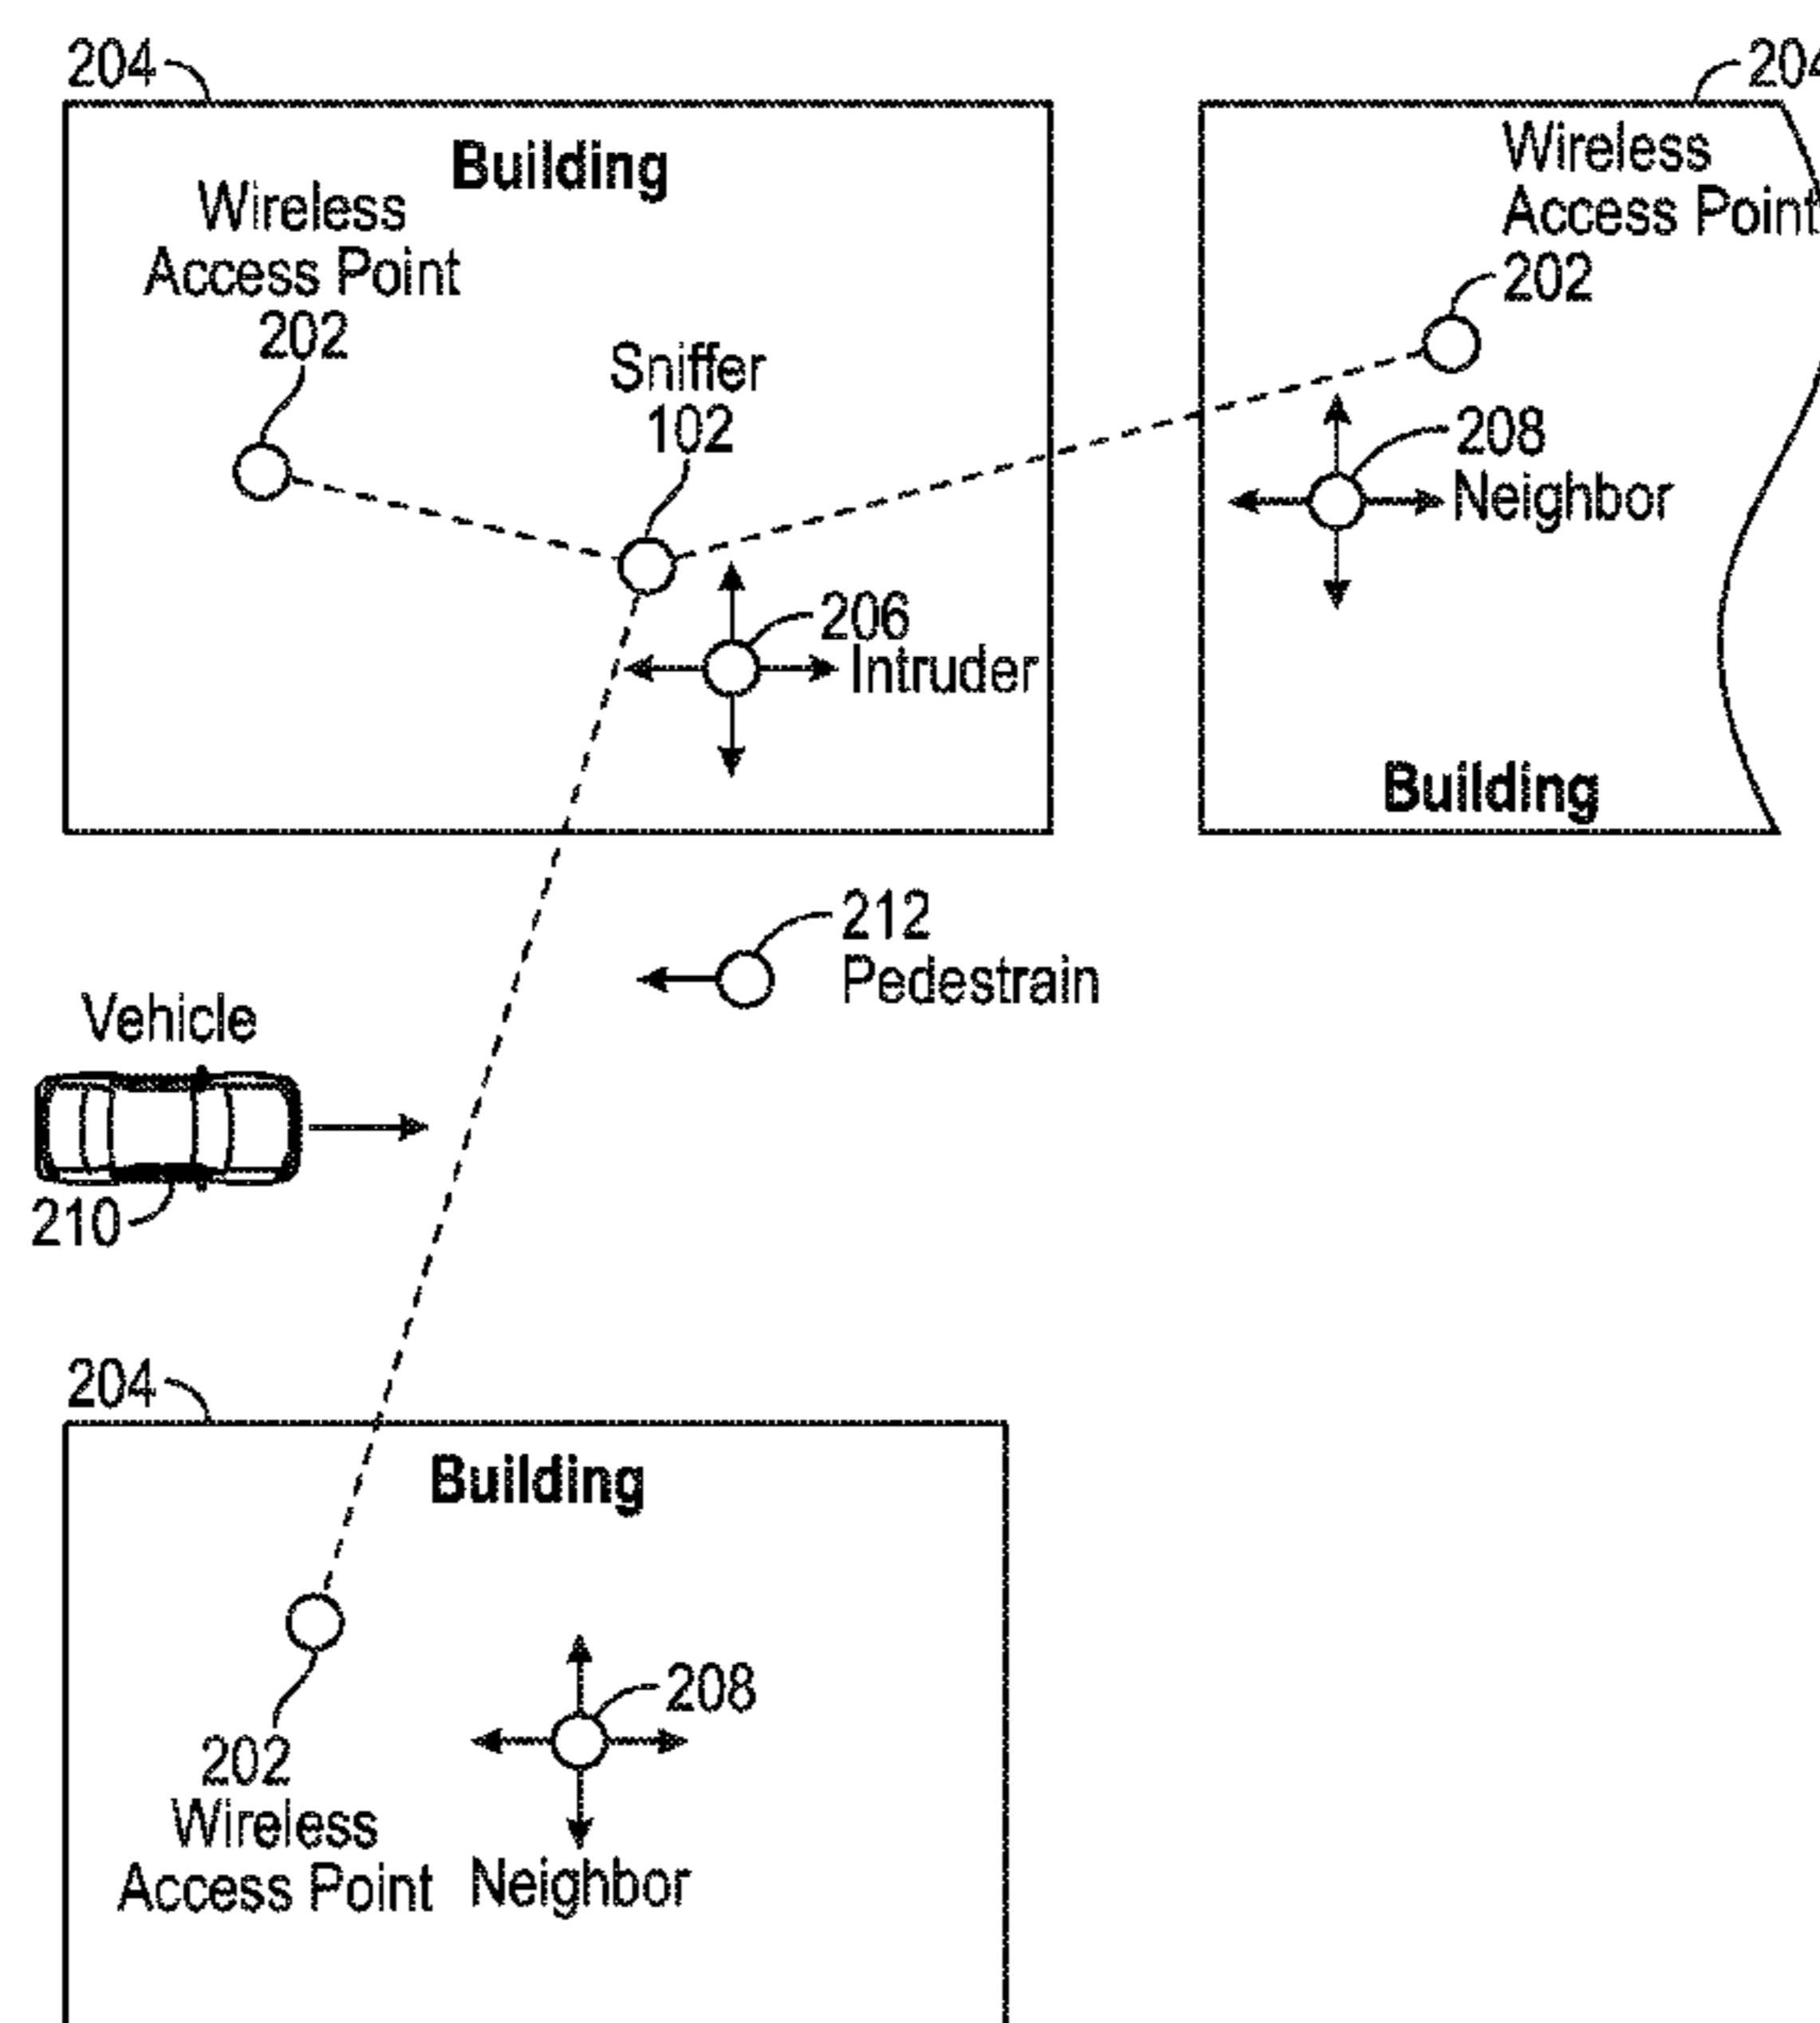 204
Building
Wireless
Access Point
202
Sniffer
102
206
Intruder
204
Wireless
Access Point
202
208
Neighbor
Building
212
Pedestrain
Vehicle
210
204
Building
202
Wireless
Access Point
208
Neighbor